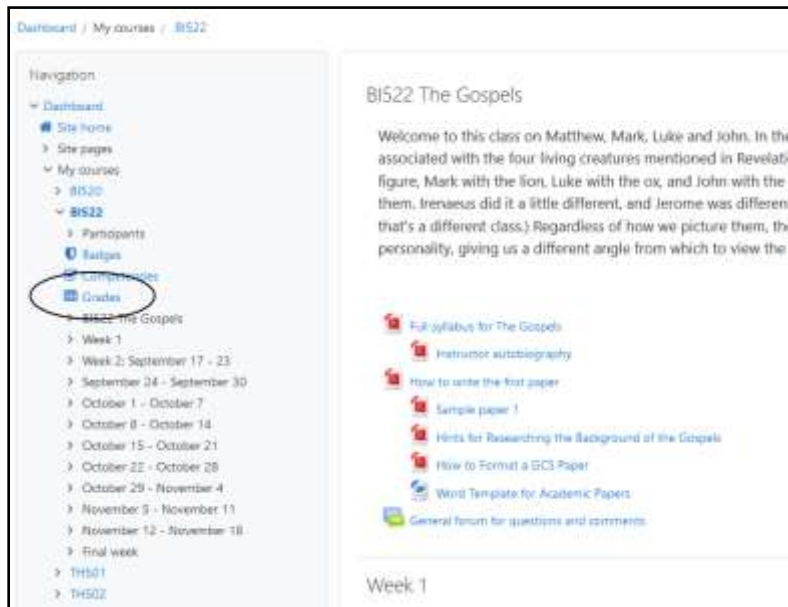 Dashboard / My courses / BI522
Navigation
Dashboard
Site home
Site pages
My courses
BI520
BI522
Participants
Badges
Competencies
Grades
BI522 The Gospels
Week 1
Week 2: September 17 - 23
September 24 - September 30
October 1 - October 7
October 8 - October 14
October 15 - October 21
October 22 - October 28
October 29 - November 4
November 5 - November 11
November 12 - November 18
Final week
TH501
TH502
BI522 The Gospels
Welcome to this class on Matthew, Mark, Luke and John. In the
associated with the four living creatures mentioned in Revelati
figure, Mark with the lion, Luke with the ox, and John with the
them. Irenaeus did it a little different, and Jerome was differen
that's a different class.) Regardless of how we picture them, the
personality, giving us a different angle from which to view the
Full syllabus for The Gospels
Instructor autobiography
How to write the first paper
Sample paper 1
Hints for Researching the Background of the Gospels
How to Format a GCS Paper
Word Template for Academic Papers
General forum for questions and comments
Week 1